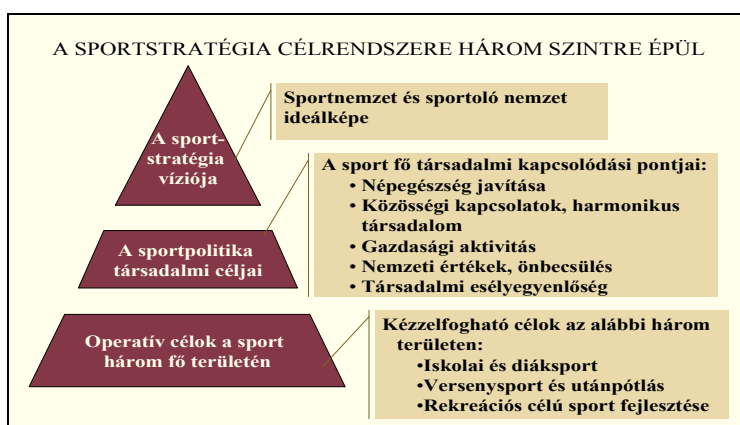 A SPORTSTRATÉGIA CÉLRENDSZERE HÁROM SZINTRE ÉPÜL
A sport-
stratégia
víziója
Sportnemzet és sportoló nemzet
ideálképe
A sportpolitika
társadalmi céljai
A sport fő társadalmi kapcsolódási pontjai:
• Népegészség javítása
• Közösségi kapcsolatok, harmonikus
társadalom
• Gazdasági aktivitás
• Nemzeti értékek, önbecsülés
• Társadalmi esélyegyenlőség
Operatív célok a sport
három fő területén
Kézzelfogható célok az alábbi három
területen:
•Iskolai és diáksport
•Versenysport és utánpótlás
•Rekreációs célú sport fejlesztése